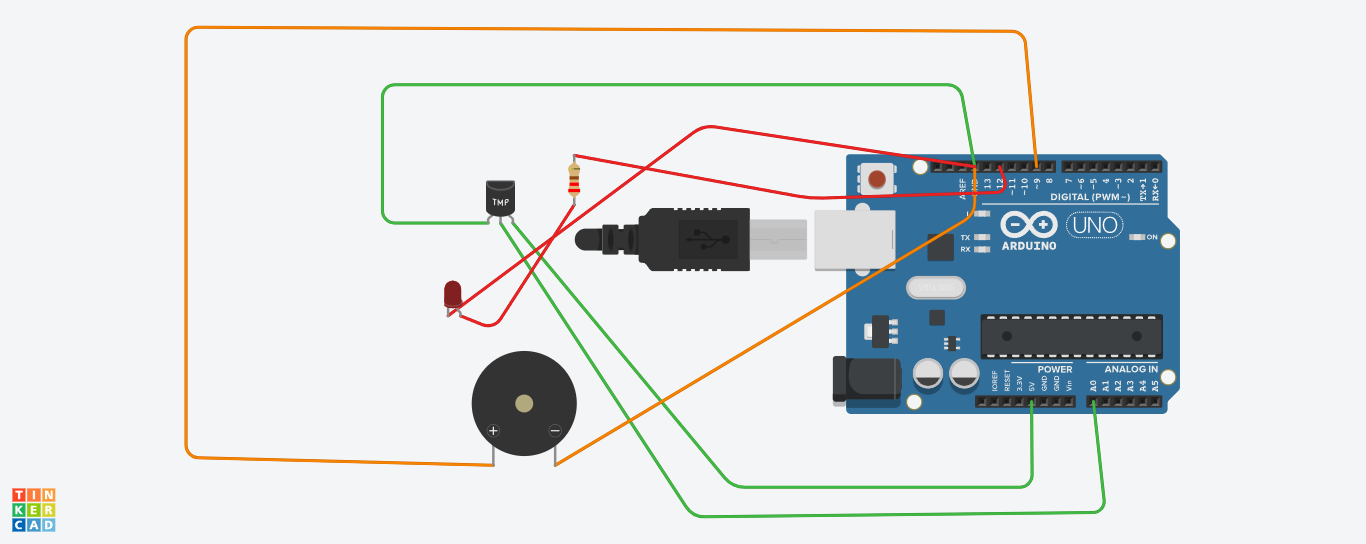 TMP
AREF
GND
13
12
~11
~10
~9
8
7
~6
~5
4
~3
2
TX→1
RX←0
DIGITAL (PWM~)
L
TX
RX
ARDUINO
UNO
ON
IOREF
RESET
3.3V
5V
GND
GND
Vin
POWER
ANALOG IN
A0
A1
A2
A3
A4
A5
TIN
KER
CAD